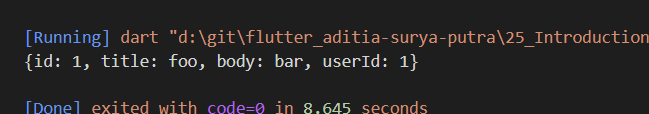 [Running] dart "d:\git\flutter_aditia-surya-putra\25_Introduction
{id: 1, title: foo, body: bar, userId: 1}
[Done] exited with code=0 in 8.645 seconds